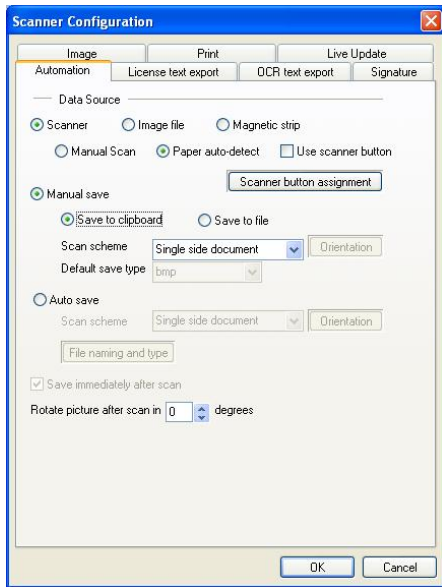 Scanner Configuration
Image Print Live Update
Automation License text export OCR text export Signature
Data Source
Scanner Image file Magnetic strip
Manual Scan Paper auto-detect Use scanner button
Scanner button assignment
Manual save
Save to clipboard Save to file
Scan scheme Single side document Orientation
Default save type bmp
Auto save
Scan scheme Single side document Orientation
File naming and type
Save immediately after scan
Rotate picture after scan in 0 degrees
OK Cancel